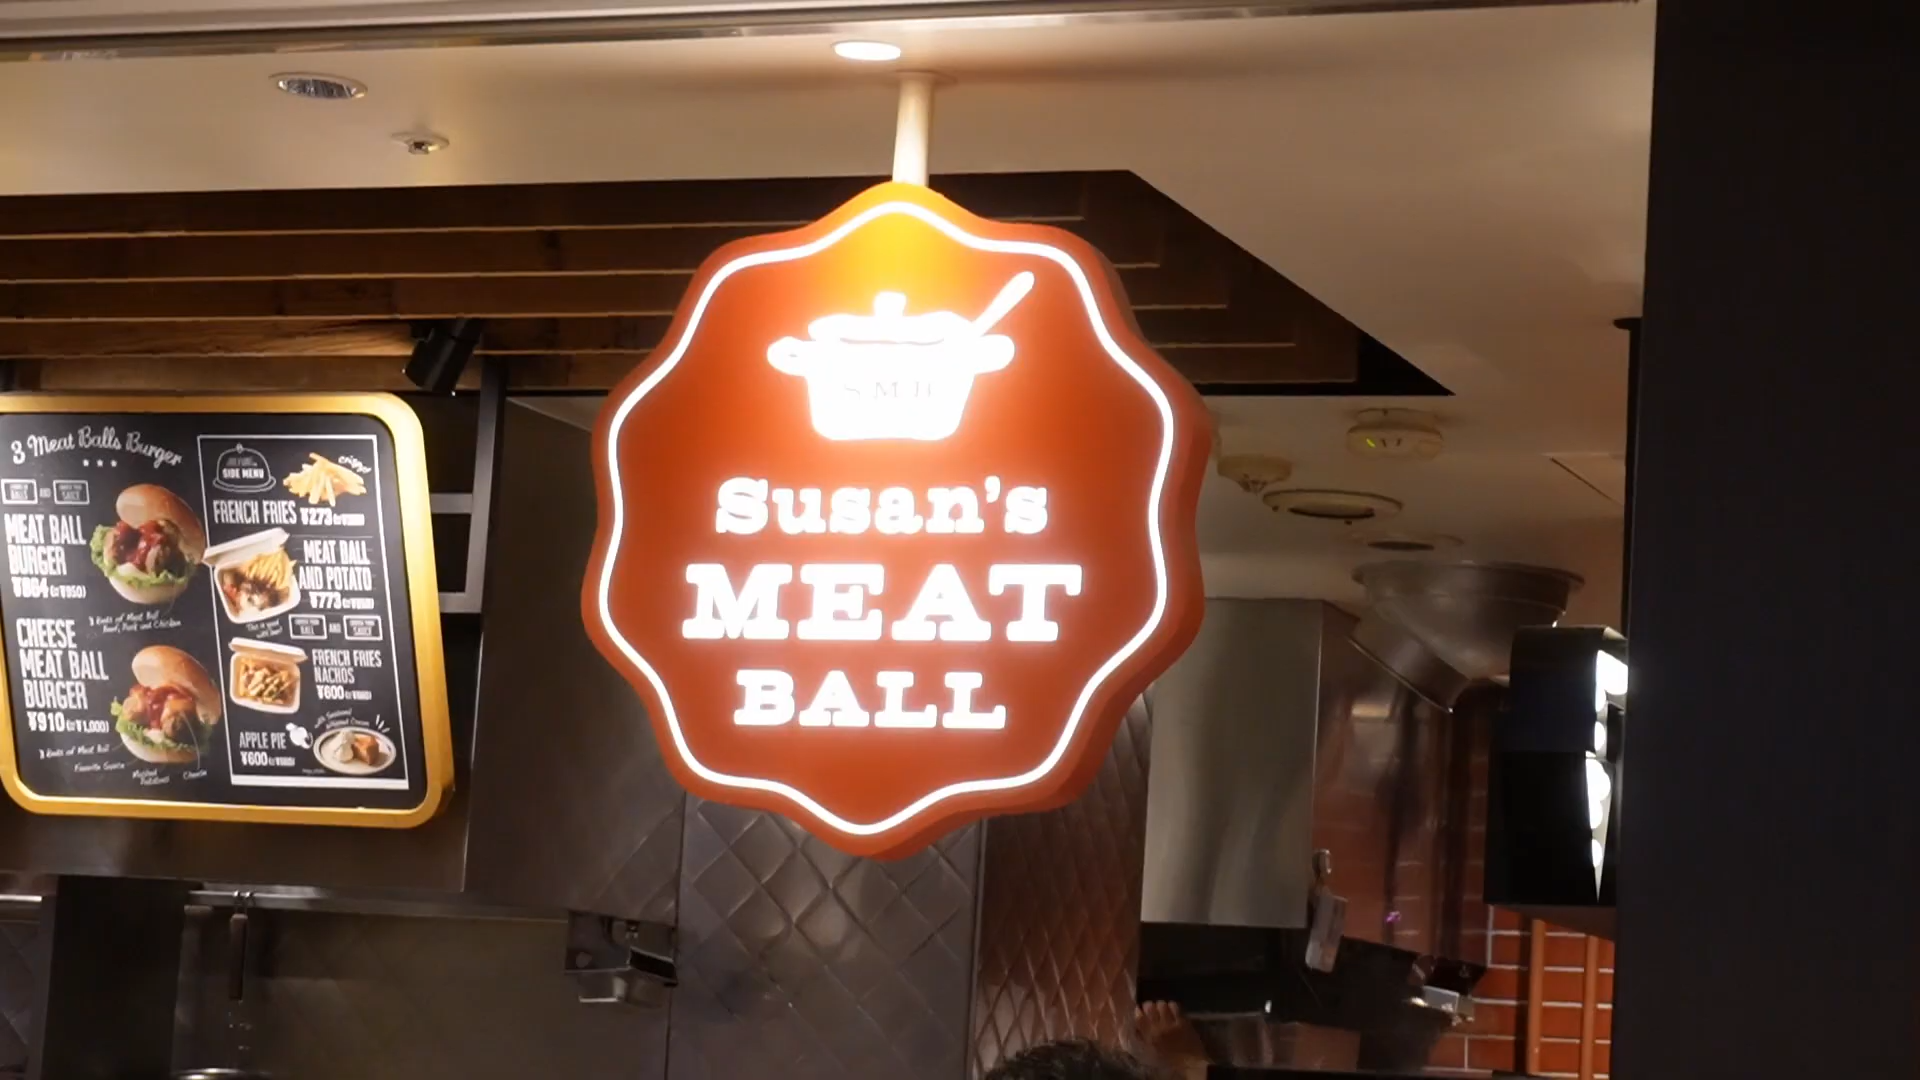 3 Meat Balls Burger
MEAT BALL
BURGER
¥864
CHEESE
MEAT BALL
BURGER
¥910
SIDE MENU
crispy
FRENCH FRIES ¥273
MEAT BALL
AND POTATO
¥773
FRENCH FRIES
NACHOS
¥600
APPLE PIE
¥600
S M B
Susan's
MEAT
BALL